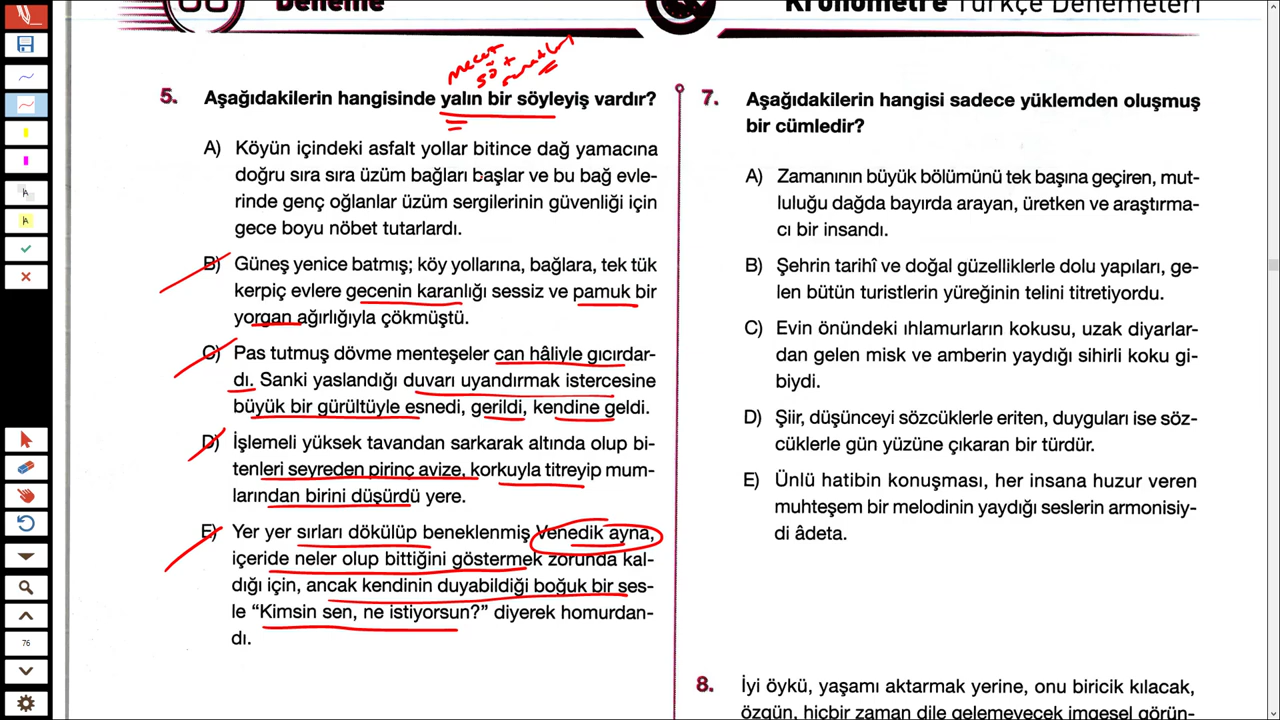 Deneme
Kronometre Türkçe Denemeleri
mecaz
sö +
sanatları
5. Aşağıdakilerin hangisinde yalın bir söyleyiş vardır?
A) Köyün içindeki asfalt yollar bitince dağ yamacına
doğru sıra sıra üzüm bağları başlar ve bu bağ evle-
rinde genç oğlanlar üzüm sergilerinin güvenliği için
gece boyu nöbet tutarlardı.
B) Güneş yenice batmış; köy yollarına, bağlara, tek tük
kerpiç evlere gecenin karanlığı sessiz ve pamuk bir
yorgan ağırlığıyla çökmüştü.
C) Pas tutmuş dövme menteşeler can hâliyle gıcırdar-
dı. Sanki yaslandığı duvarı uyandırmak istercesine
büyük bir gürültüyle esnedi, gerildi, kendine geldi.
D) İşlemeli yüksek tavandan sarkarak altında olup bi-
tenleri seyreden pirinç avize, korkuyla titreyip mum-
larından birini düşürdü yere.
E) Yer yer sırları dökülüp beneklenmiş Venedik ayna,
içeride neler olup bittiğini göstermek zorunda kal-
dığı için, ancak kendinin duyabildiği boğuk bir ses-
le “Kimsin sen, ne istiyorsun?” diyerek homurdan-
dı.
7. Aşağıdakilerin hangisi sadece yüklemden oluşmuş
bir cümledir?
A) Zamanının büyük bölümünü tek başına geçiren, mut-
luluğu dağda bayırda arayan, üretken ve araştırma-
cı bir insandı.
B) Şehrin tarihî ve doğal güzelliklerle dolu yapıları, ge-
len bütün turistlerin yüreğinin telini titretiyordu.
C) Evin önündeki ıhlamurların kokusu, uzak diyarlar-
dan gelen misk ve amberin yaydığı sihirli koku gi-
biydi.
D) Şiir, düşünceyi sözcüklerle eriten, duyguları ise söz-
cüklerle gün yüzüne çıkaran bir türdür.
E) Ünlü hatibin konuşması, her insana huzur veren
muhteşem bir melodinin yaydığı seslerin armonisiy-
di âdeta.
8. İyi öykü, yaşamı aktarmak yerine, onu biricik kılacak,
özgün, hiçbir zaman dile gelemeyecek imgesel görün-
76